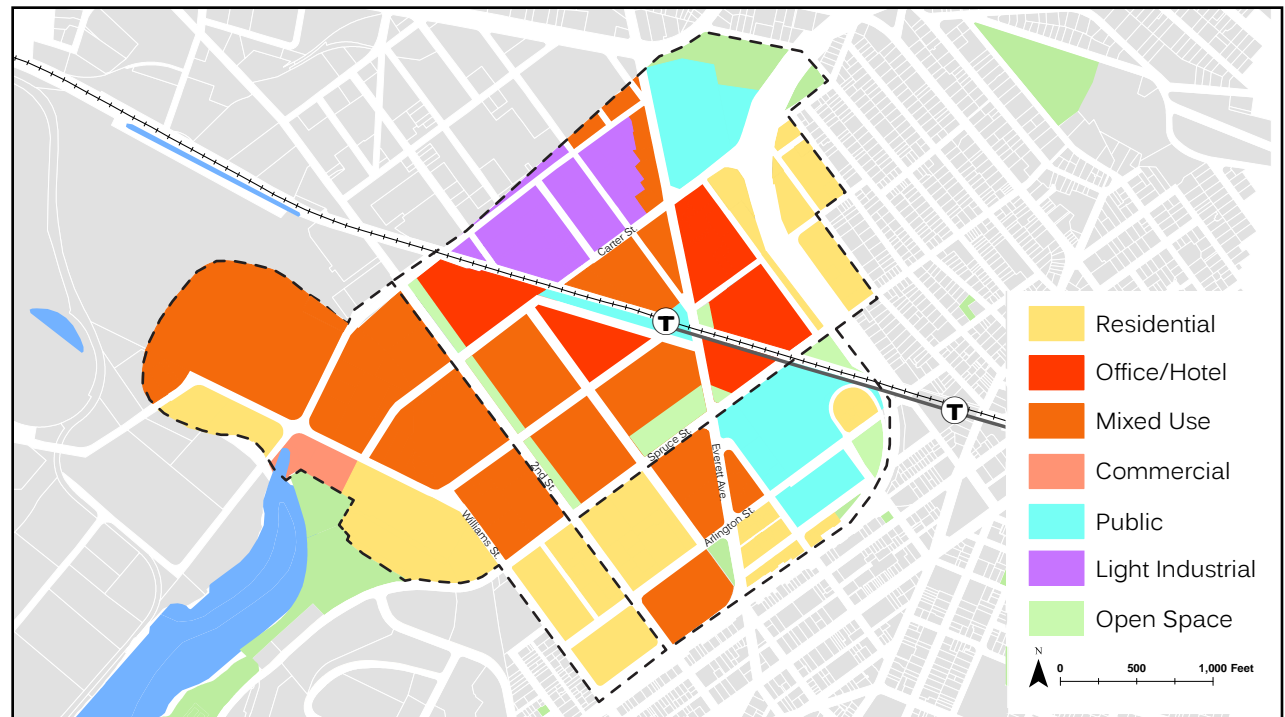 Carter St.
T
T
Spruce St.
Everett Ave
2nd St.
Williams St.
Arlington St
Residential
Office/Hotel
Mixed Use
Commercial
Public
Light Industrial
Open Space
N
0 500 1,000 Feet